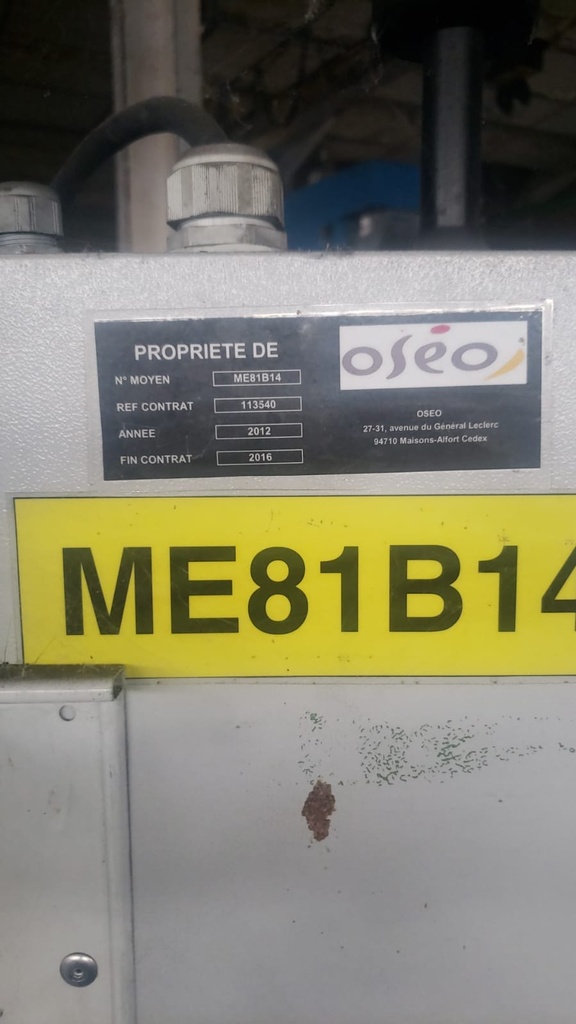 PROPRIETE DE
oséo
N° MOYEN ME81B14
REF CONTRAT 113540
ANNEE 2012
FIN CONTRAT 2016
OSEO
27-31, avenue du Général Leclerc
94710 Maisons-Alfort Cedex
ME81B14